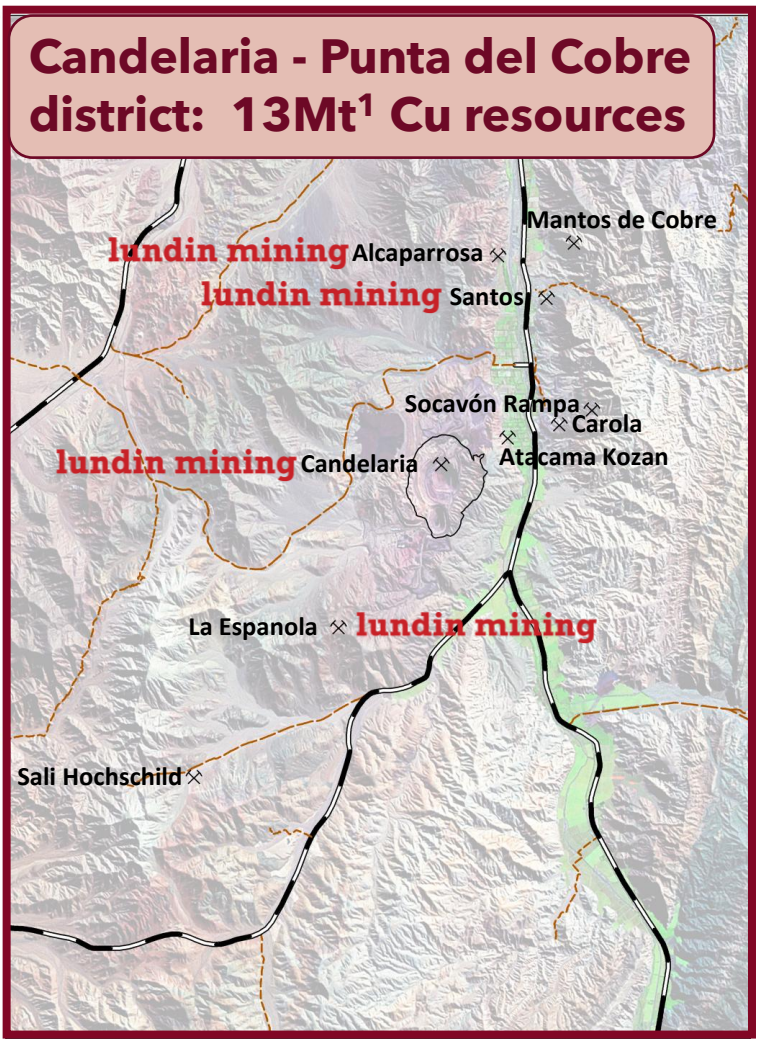 Candelaria - Punta del Cobre
district: 13Mt¹ Cu resources
Mantos de Cobre
lundin mining Alcaparrosa
lundin mining Santos
Socavón Rampa
Carola
Atacama Kozan
lundin mining Candelaria
La Espanola lundin mining
Sali Hochschild